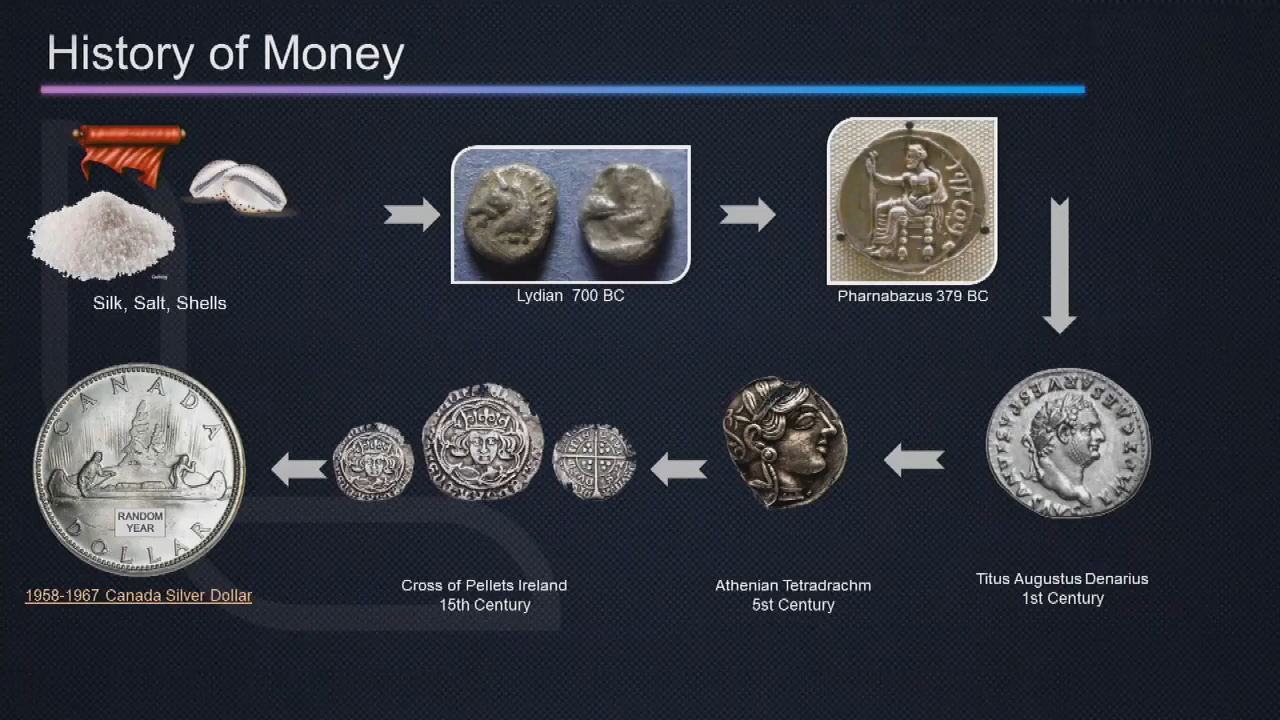 History of Money
Silk, Salt, Shells
Lydian 700 BC
Pharnabazus 379 BC
Titus Augustus Denarius
1st Century
Athenian Tetradrachm
5st Century
Cross of Pellets Ireland
15th Century
CANADA
RANDOM
YEAR
DOLLAR
1958-1967 Canada Silver Dollar